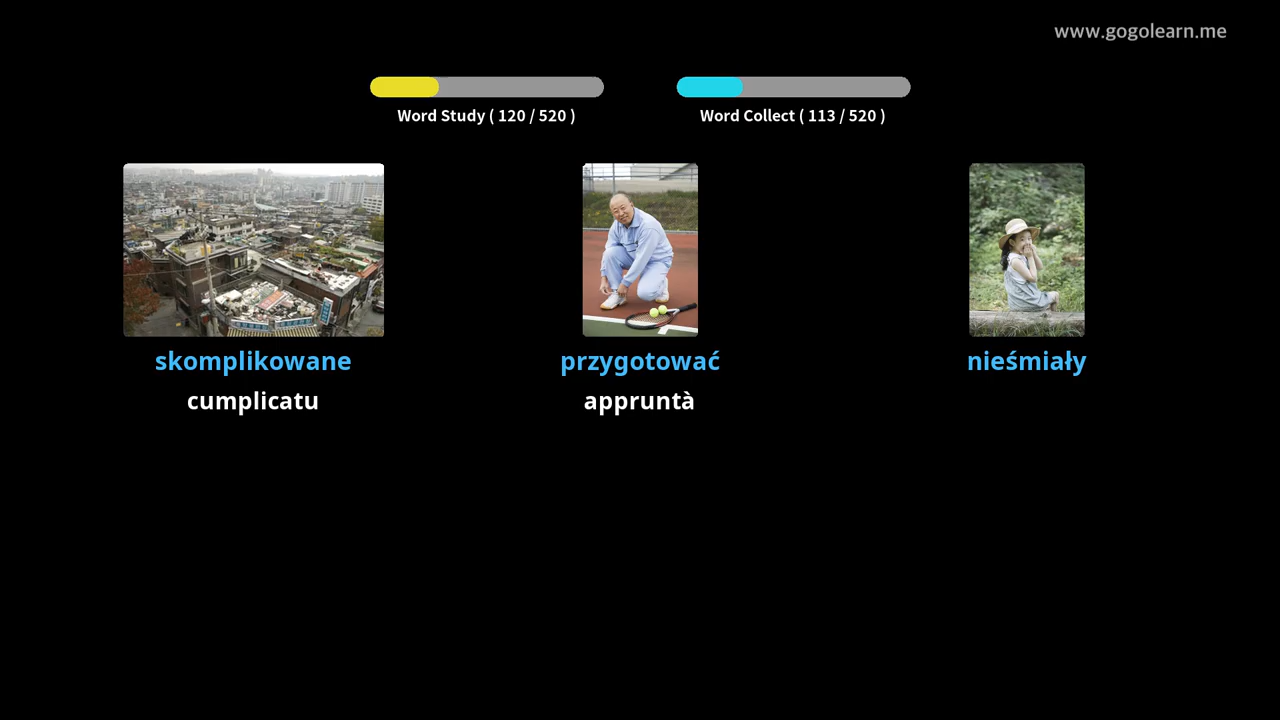 www.gogolearn.me
Word Study ( 120 / 520 )
Word Collect ( 113 / 520 )
skomplikowane
przygotować
nieśmiały
cumplicatu
appruntà